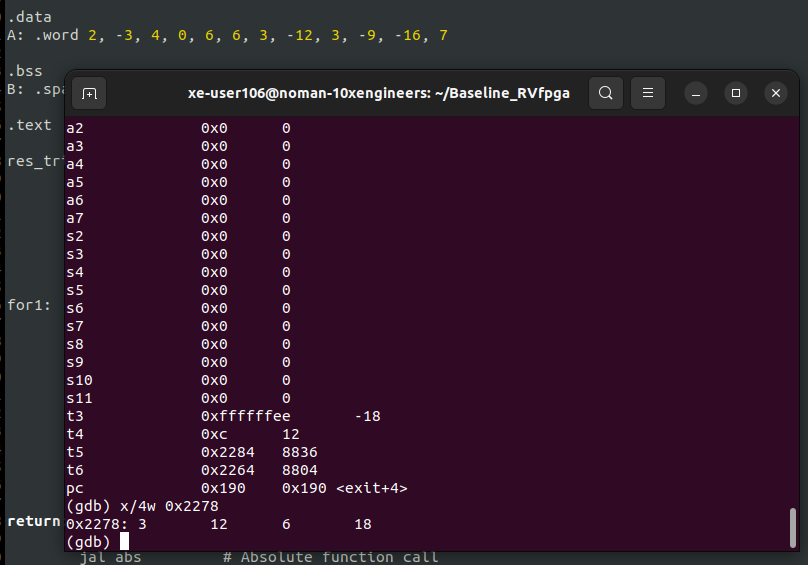 .data
A: .word 2, -3, 4, 0, 6, 6, 3, -12, 3, -9, -16, 7
.bss
B: .spa
.text
res_tri
for1:
return
jal abs # Absolute function call
xe-user106@noman-10xengineers: ~/Baseline_RVfpga
a2 0x0 0
a3 0x0 0
a4 0x0 0
a5 0x0 0
a6 0x0 0
a7 0x0 0
s2 0x0 0
s3 0x0 0
s4 0x0 0
s5 0x0 0
s6 0x0 0
s7 0x0 0
s8 0x0 0
s9 0x0 0
s10 0x0 0
s11 0x0 0
t3 0xffffffee -18
t4 0xc 12
t5 0x2284 8836
t6 0x2264 8804
pc 0x190 0x190 <exit+4>
(gdb) x/4w 0x2278
0x2278: 3 12 6 18
(gdb)